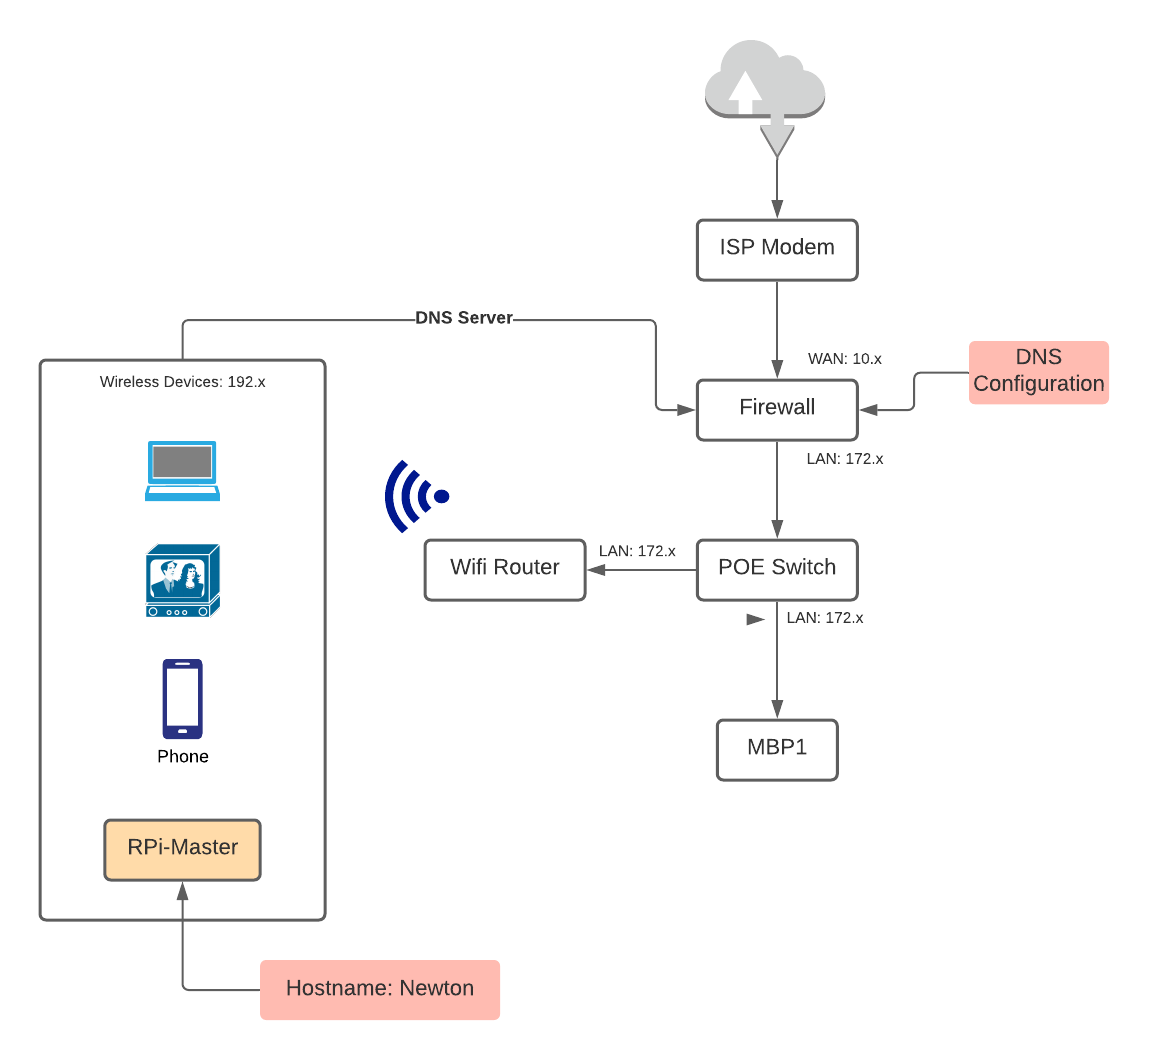 ISP Modem
DNS Server
WAN: 10.x
DNS
Configuration
Wireless Devices: 192.x
Firewall
LAN: 172.x
LAN: 172.x
Wifi Router
POE Switch
LAN: 172.x
MBP1
Phone
RPi-Master
Hostname: Newton